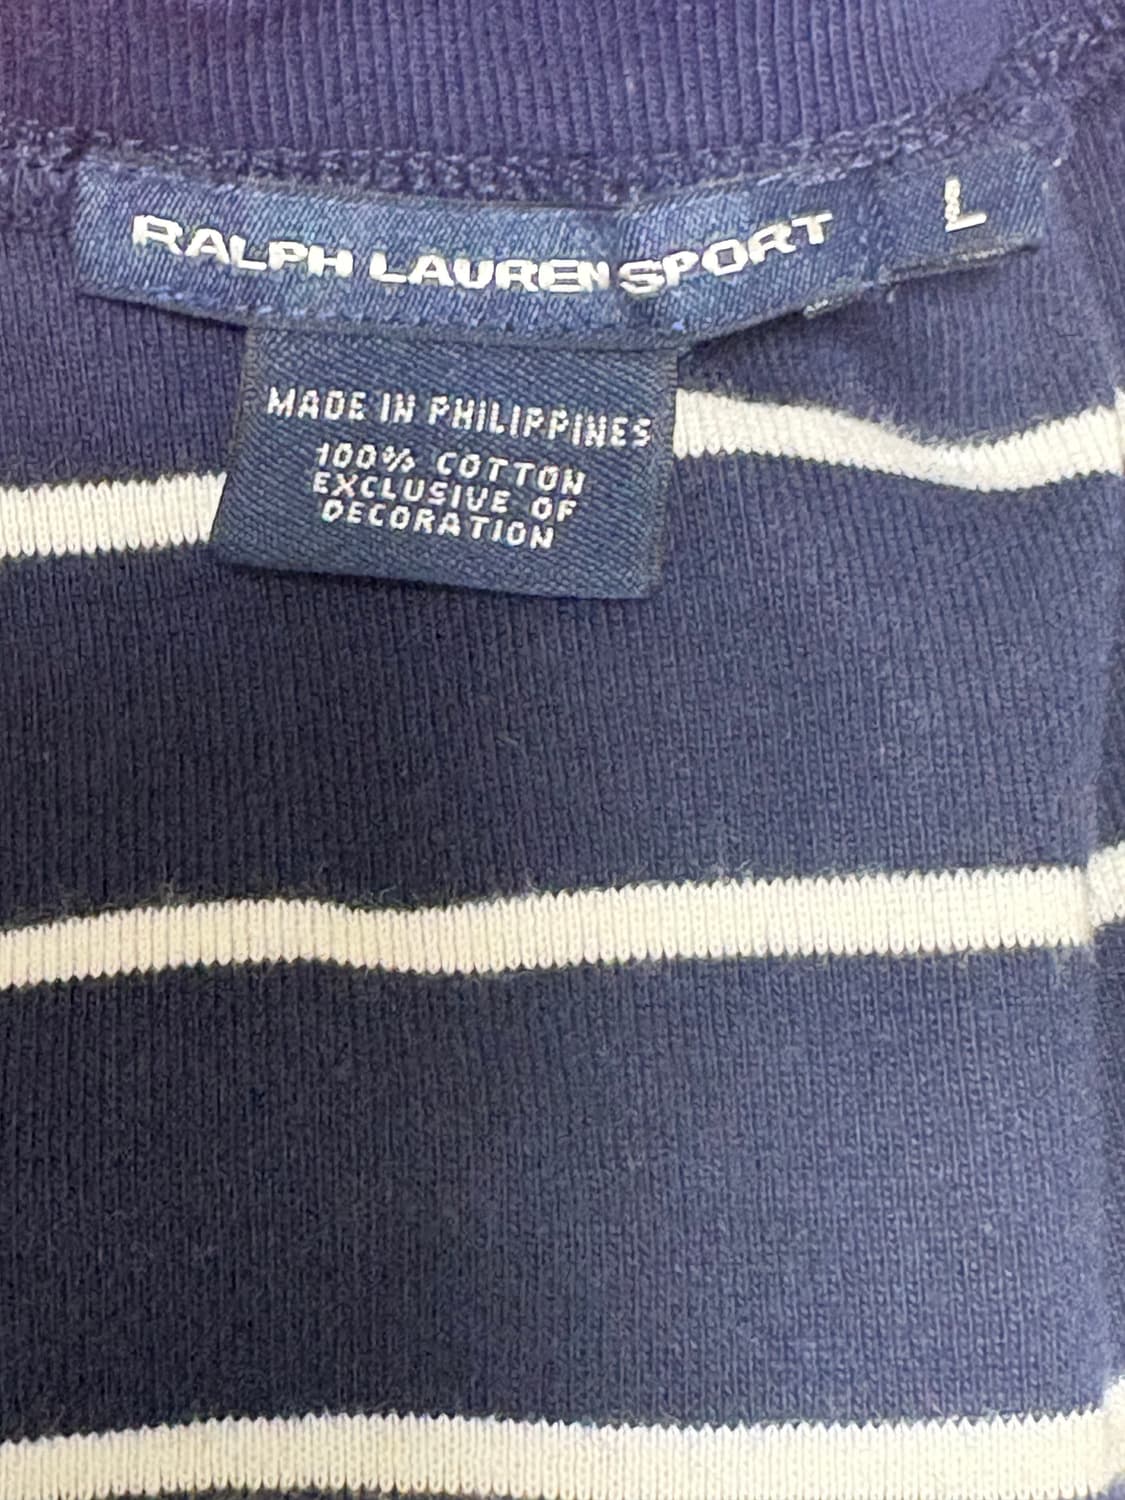 RALPH LAUREN SPORT L
MADE IN PHILIPPINES
100% COTTON
EXCLUSIVE OF
DECORATION